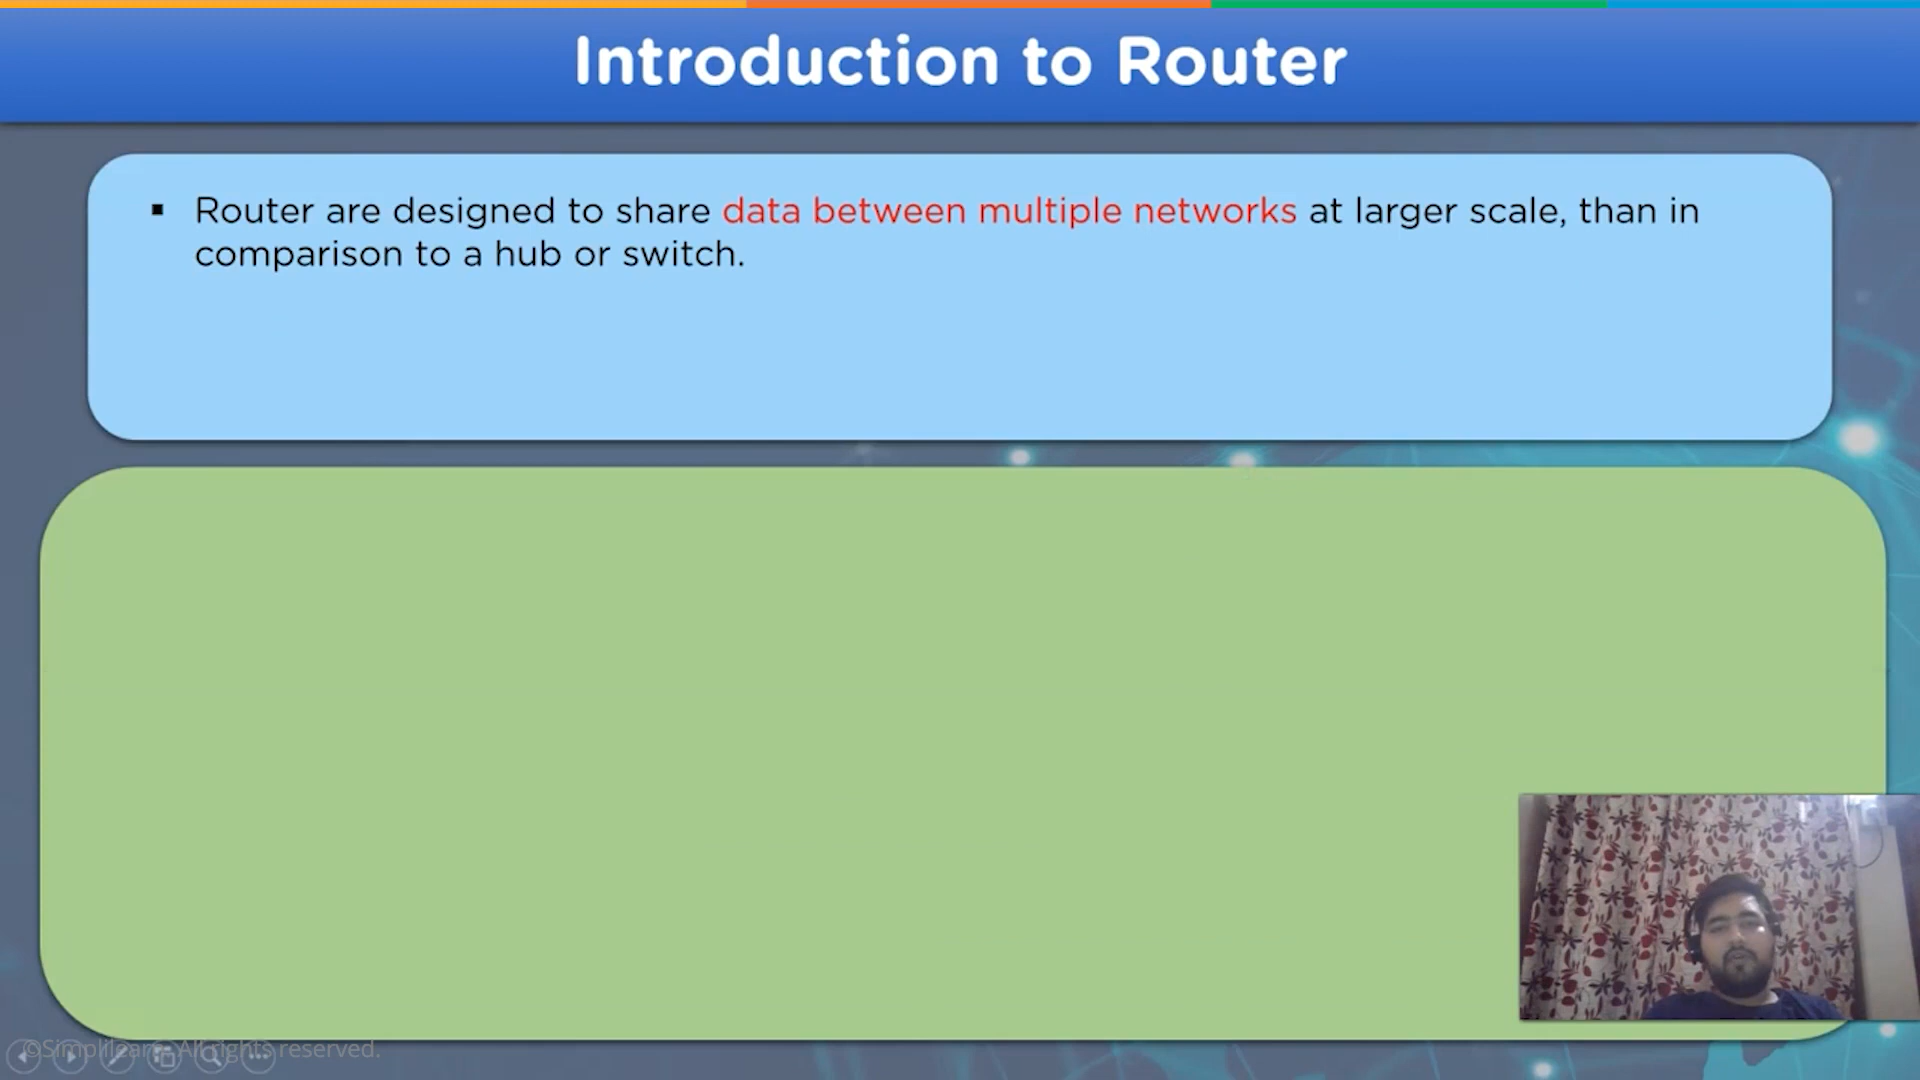 Introduction to Router
▪ Router are designed to share data between multiple networks at larger scale, than in
comparison to a hub or switch.
©Simplilearn. All rights reserved.